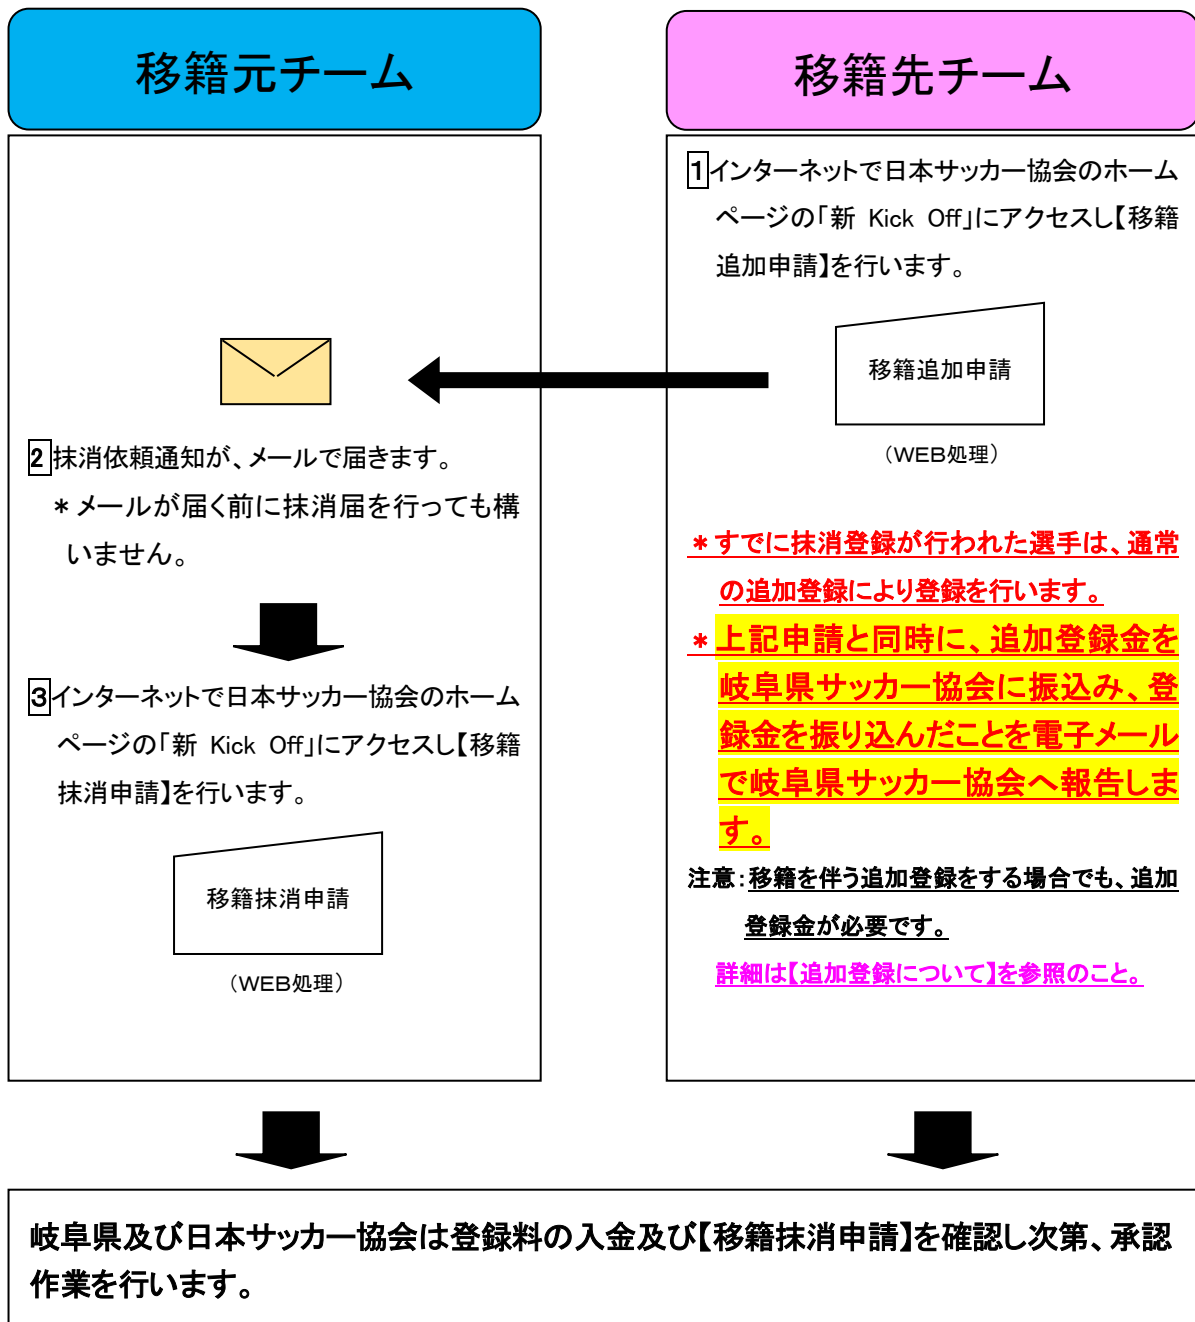 移籍元チーム
移籍先チーム
1インターネットで日本サッカー協会のホーム
ページの「新 Kick Off」にアクセスし【移籍
追加申請】を行います。
移籍追加申請
(WEB処理)
2抹消依頼通知が、メールで届きます。
*メールが届く前に抹消届を行っても構
いません。
3インターネットで日本サッカー協会のホーム
ページの「新 Kick Off」にアクセスし【移籍
抹消申請】を行います。
移籍抹消申請
(WEB処理)
*すでに抹消登録が行われた選手は、通常
の追加登録により登録を行います。
*上記申請と同時に、追加登録金を
岐阜県サッカー協会に振込み、登
録金を振り込んだことを電子メール
で岐阜県サッカー協会へ報告しま
す。
注意:移籍を伴う追加登録をする場合でも、追加
登録金が必要です。
詳細は【追加登録について】を参照のこと。
岐阜県及び日本サッカー協会は登録料の入金及び【移籍抹消申請】を確認し次第、承認
作業を行います。